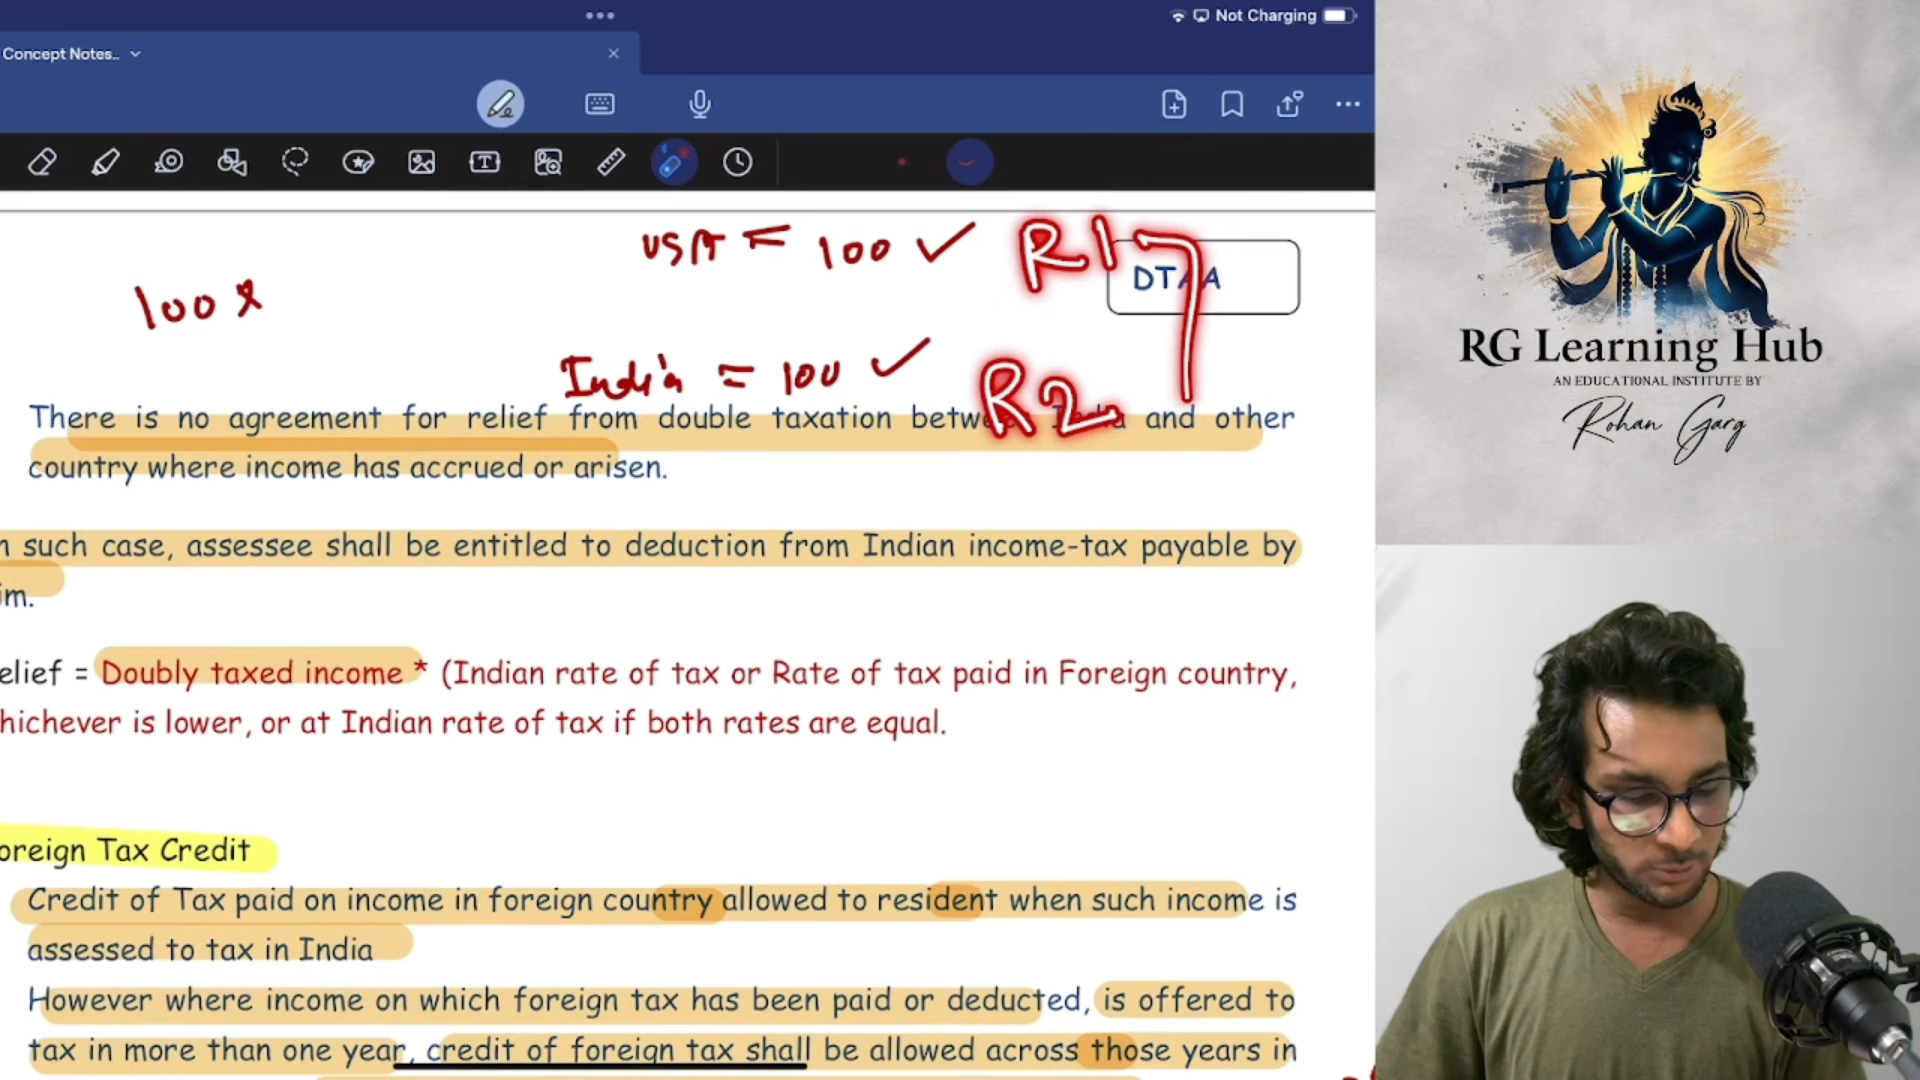 Not Charging
Concept Notes..
USA = 100 ✓ R1
DTAA
100 x
India = 100 ✓ R2
There is no agreement for relief from double taxation between India and other
country where income has accrued or arisen.
n such case, assessee shall be entitled to deduction from Indian income-tax payable by
im.
elief = Doubly taxed income * (Indian rate of tax or Rate of tax paid in Foreign country,
hichever is lower, or at Indian rate of tax if both rates are equal.
oreign Tax Credit
Credit of Tax paid on income in foreign country allowed to resident when such income is
assessed to tax in India
However where income on which foreign tax has been paid or deducted, is offered to
tax in more than one year, credit of foreign tax shall be allowed across those years in
RG Learning Hub
AN EDUCATIONAL INSTITUTE BY
Rohan Garg